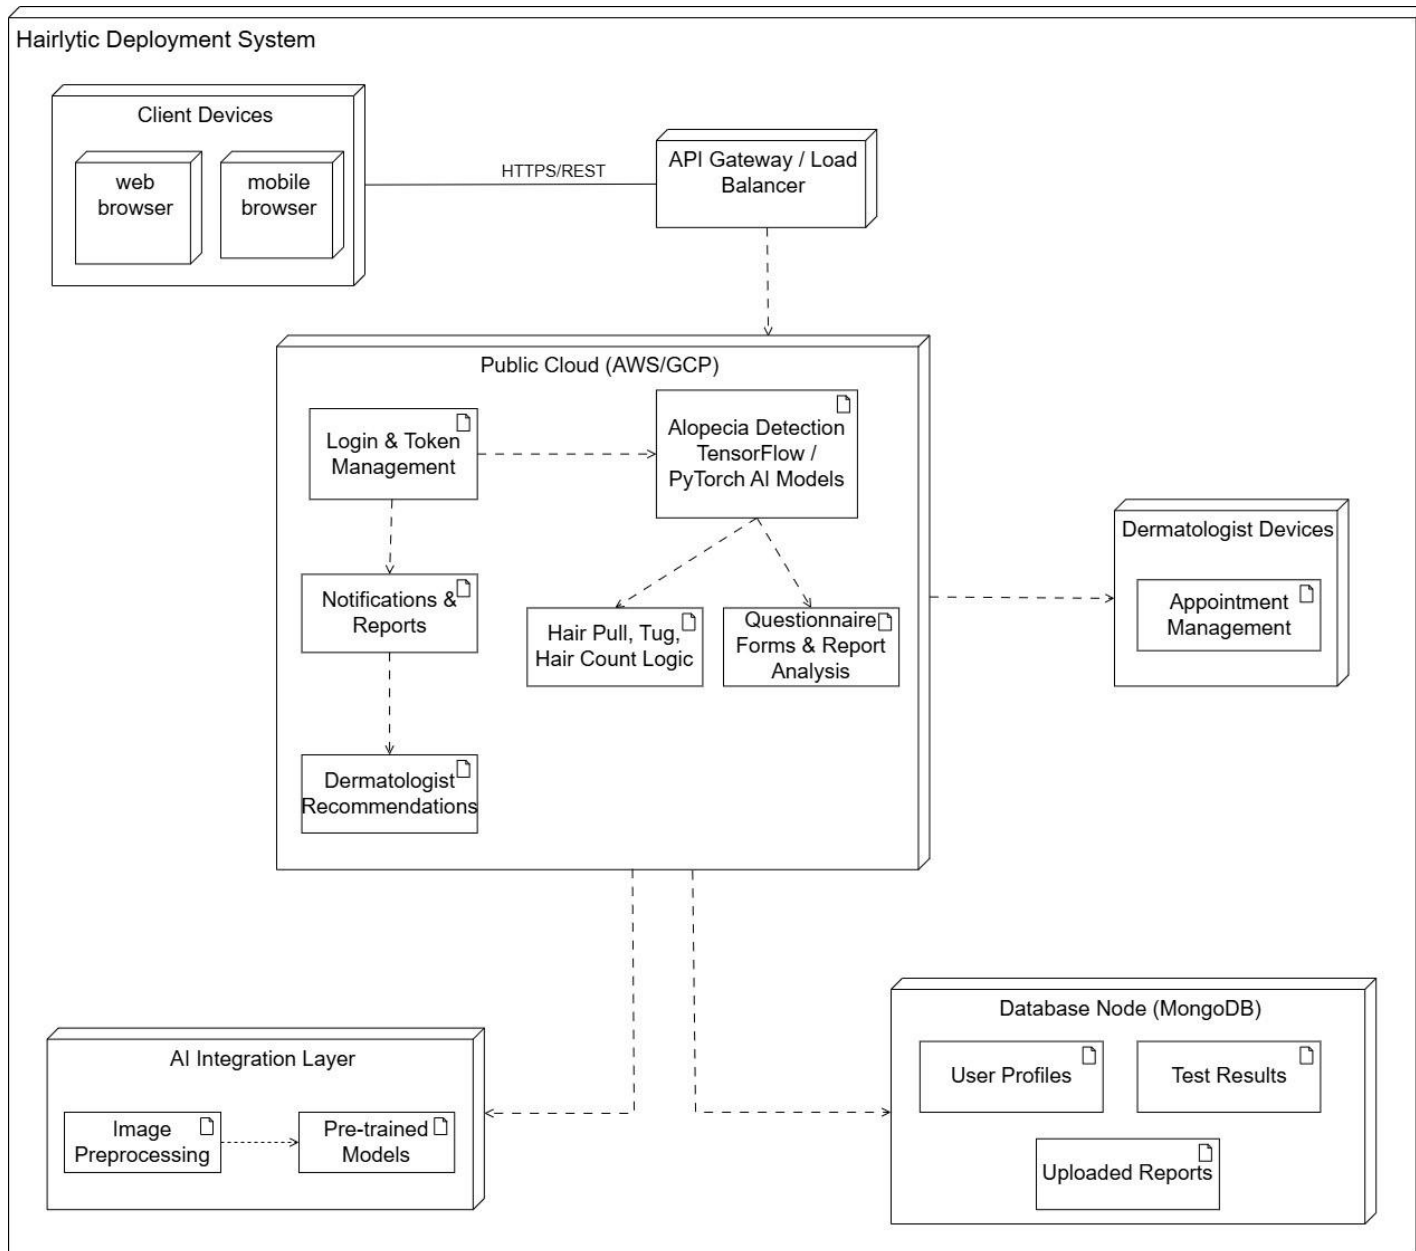 Hairlytic Deployment System
Client Devices
web
browser
mobile
browser
HTTPS/REST
API Gateway / Load
Balancer
Public Cloud (AWS/GCP)
Login & Token
Management
Alopecia Detection
TensorFlow /
PyTorch AI Models
Notifications &
Reports
Hair Pull, Tug,
Hair Count Logic
Questionnaire
Forms & Report
Analysis
Dermatologist
Recommendations
Dermatologist Devices
Appointment
Management
AI Integration Layer
Image
Preprocessing
Pre-trained
Models
Database Node (MongoDB)
User Profiles
Test Results
Uploaded Reports